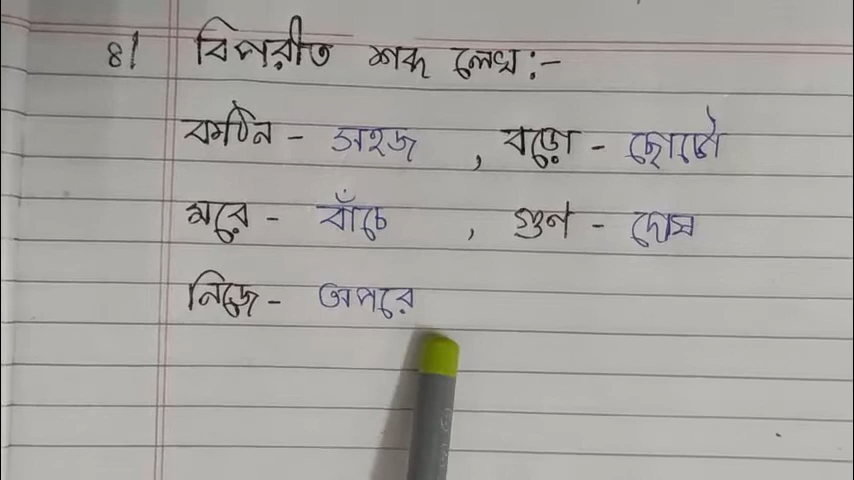 ৪। বিপরীত শব্দ লেখ:-
কঠিন - সহজ , বড়ো - ছোটো
মরে - বাঁচে , গুণ - দোষ
নিজে - অপরে